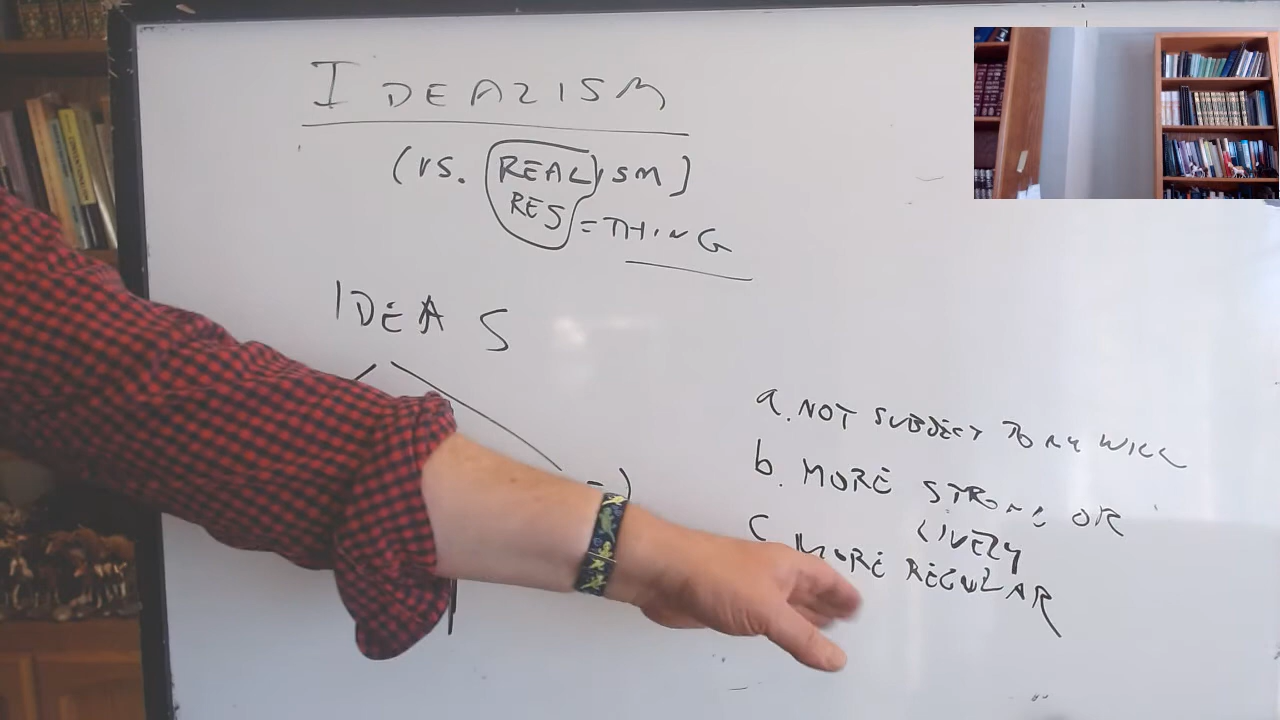 IDEALISM
(VS. REALISM)
RES = THING
IDEAS
a. NOT SUBJECT TO MY WILL
b. MORE STRONG OR
LIVELY
C MORE REGULAR